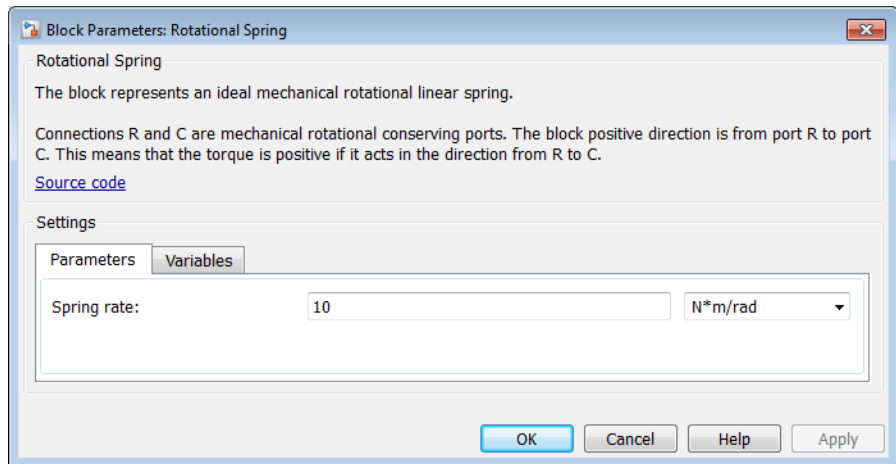 Block Parameters: Rotational Spring
Rotational Spring
The block represents an ideal mechanical rotational linear spring.
Connections R and C are mechanical rotational conserving ports. The block positive direction is from port R to port
C. This means that the torque is positive if it acts in the direction from R to C.
Source code
Settings
Parameters Variables
Spring rate: 10 N*m/rad
OK Cancel Help Apply